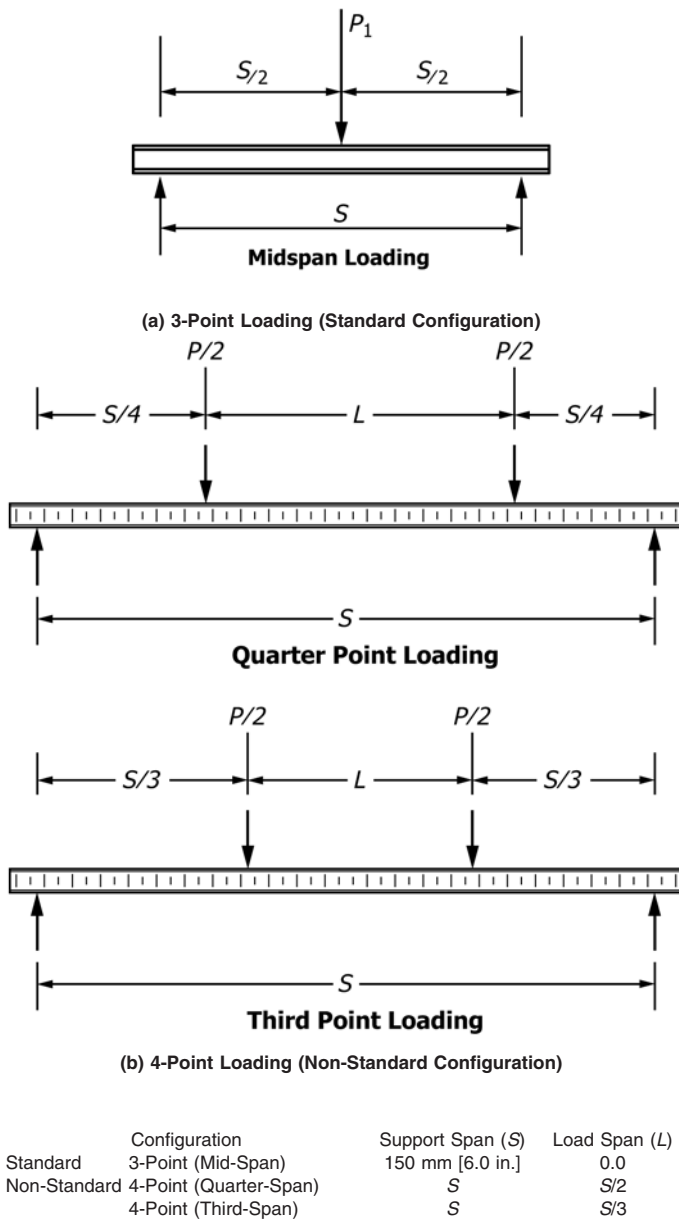 P1
S/2 S/2
S
Midspan Loading
(a) 3-Point Loading (Standard Configuration)
P/2 P/2
S/4 L S/4
S
Quarter Point Loading
P/2 P/2
S/3 L S/3
S
Third Point Loading
(b) 4-Point Loading (Non-Standard Configuration)
Configuration Support Span (S) Load Span (L)
Standard 3-Point (Mid-Span) 150 mm [6.0 in.] 0.0
Non-Standard 4-Point (Quarter-Span) S S/2
4-Point (Third-Span) S S/3